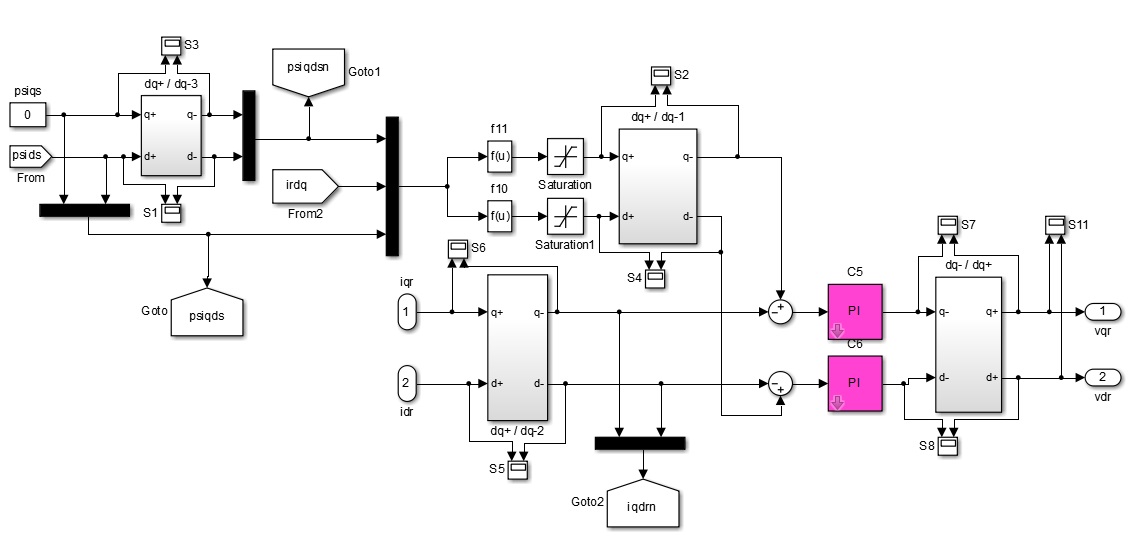 psiqs
0
psids
From
S3
dq+ / dq-3
q+
q-
d+
d-
S1
psiqdsn
Goto1
irdq
From2
Goto
psiqds
f11
f(u)
f10
f(u)
Saturation
Saturation1
S2
dq+ / dq-1
q+
q-
d+
d-
S4
S6
iqr
1
2
idr
q+
q-
d+
d-
dq+ / dq-2
S5
Goto2
iqdrn
− +
− +
C5
PI
C6
PI
S7
dq- / dq+
q-
q+
d-
d+
S8
S11
1
vqr
2
vdr